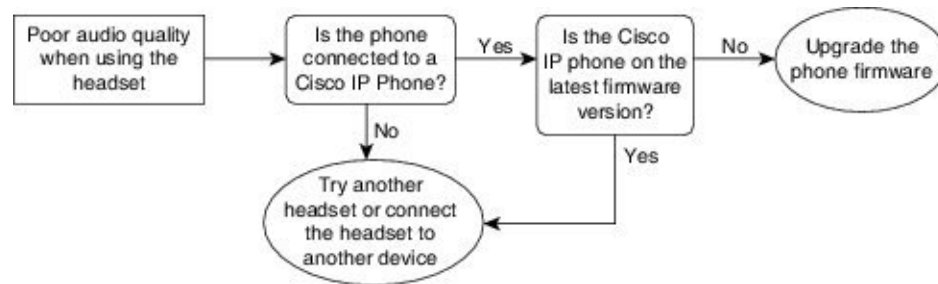 Poor audio quality
when using the
headset
Is the phone
connected to a
Cisco IP Phone?
Yes
Is the Cisco
IP phone on the
latest firmware
version?
No
Upgrade the
phone firmware
No
Yes
Try another
headset or connect
the headset to
another device